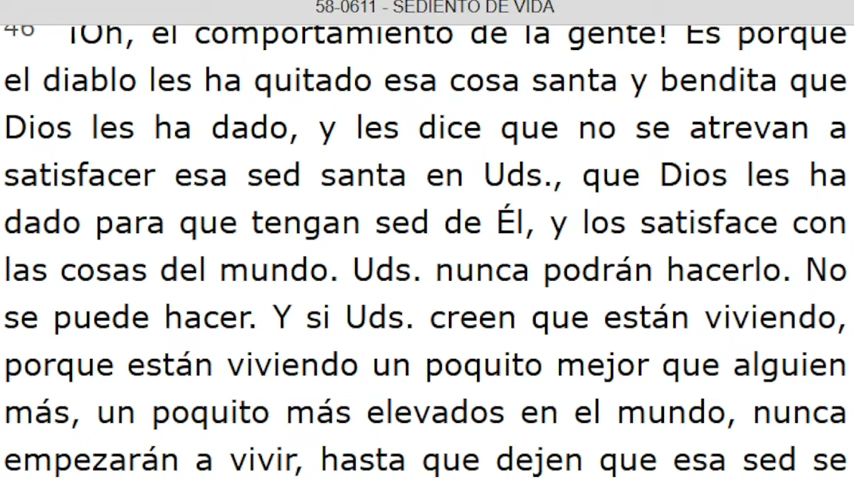 58-0611 - SEDIENTO DE VIDA
46 ¡Oh, el comportamiento de la gente! Es porque
el diablo les ha quitado esa cosa santa y bendita que
Dios les ha dado, y les dice que no se atrevan a
satisfacer esa sed santa en Uds., que Dios les ha
dado para que tengan sed de Él, y los satisface con
las cosas del mundo. Uds. nunca podrán hacerlo. No
se puede hacer. Y si Uds. creen que están viviendo,
porque están viviendo un poquito mejor que alguien
más, un poquito más elevados en el mundo, nunca
empezarán a vivir, hasta que dejen que esa sed se